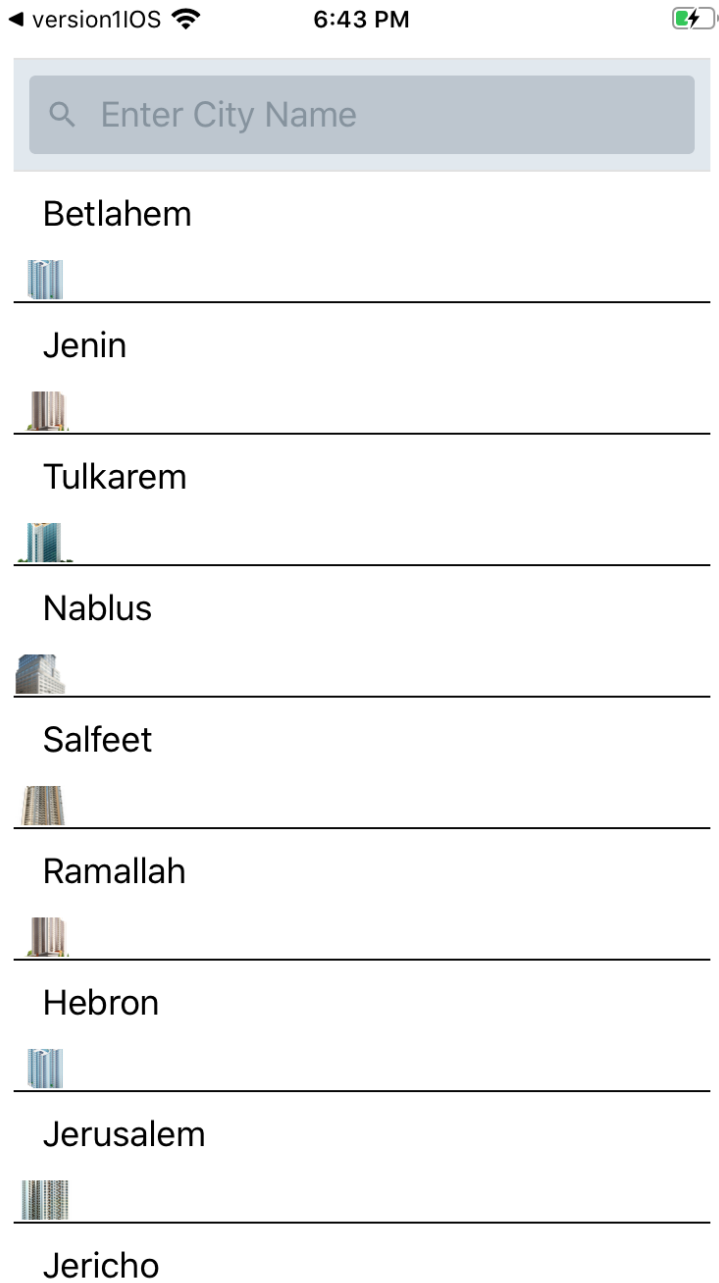 version1IOS 6:43 PM
Enter City Name
Betlahem
Jenin
Tulkarem
Nablus
Salfeet
Ramallah
Hebron
Jerusalem
Jericho